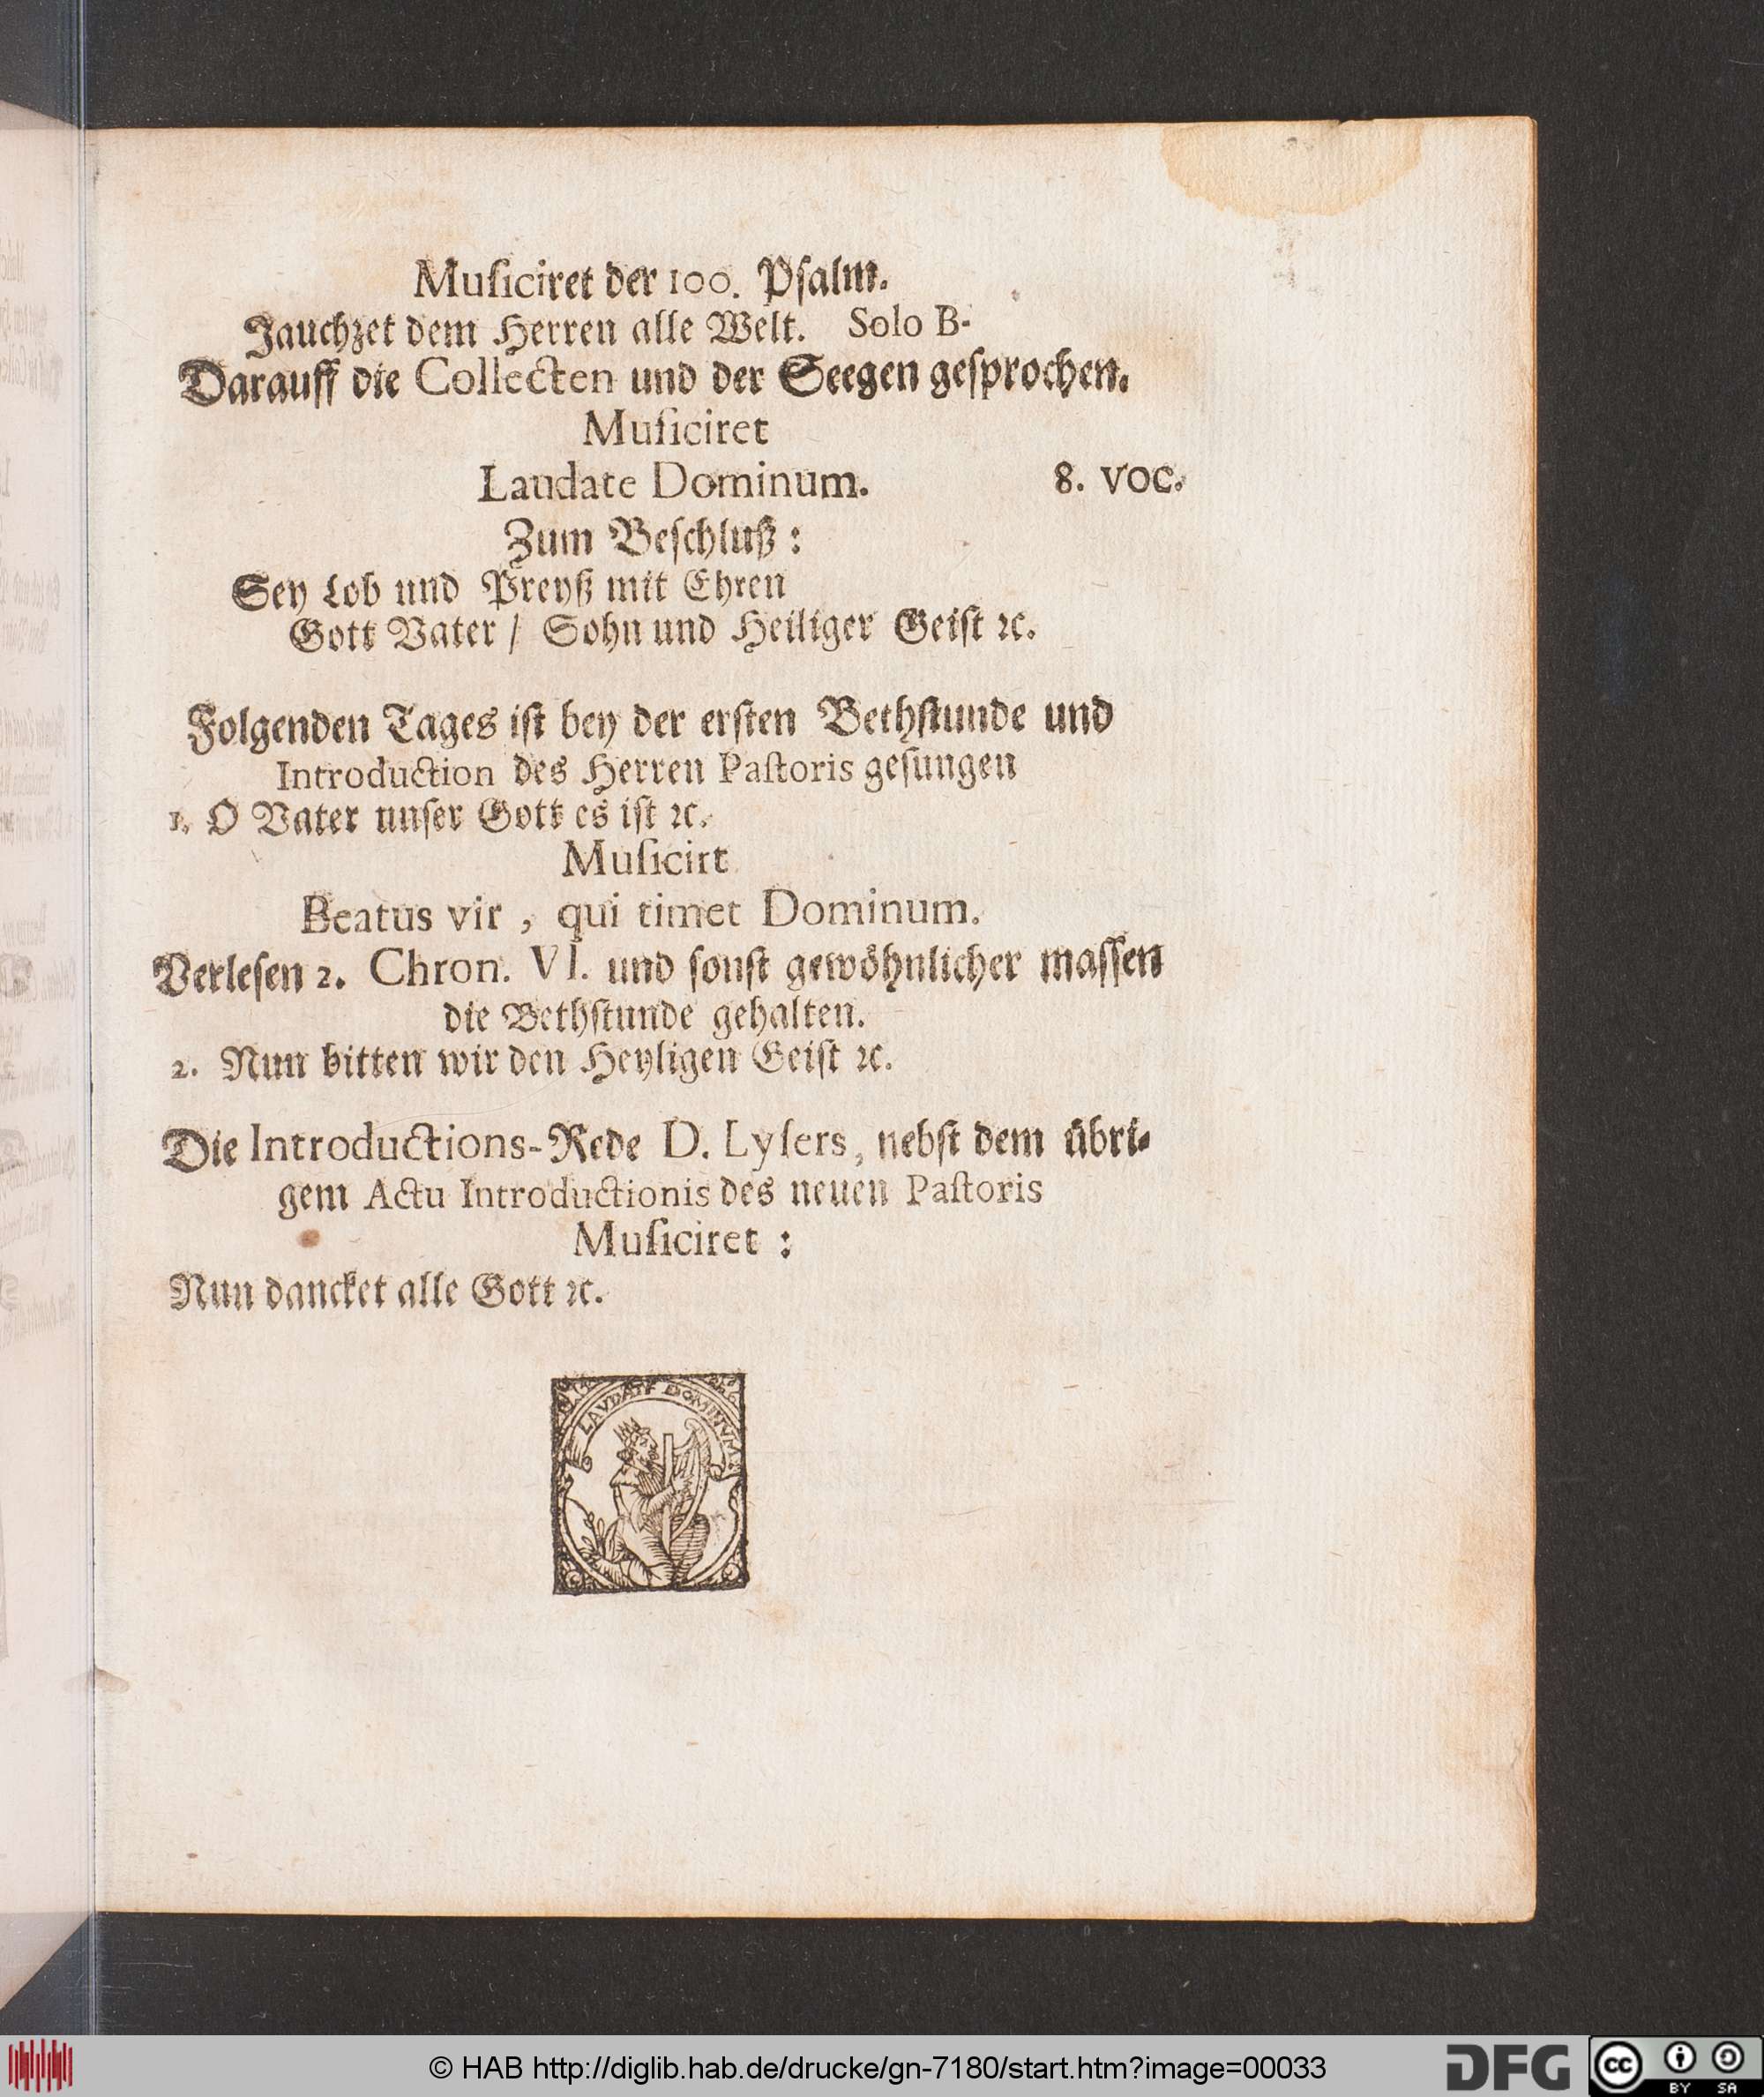 Muſiciret der 100. Pſalm.
Jauchzet dem Herren alle Welt. Solo B.
Darauff die Collecten und der Seegen geſprochen.
Muſiciret
Laudate Dominum. 8. voc.
Zum Beſchluß:
Sey Lob und Preyß mit Ehren
Gott Vater / Sohn und Heiliger Geiſt ꝛc.
Folgenden Tages iſt bey der erſten Bethſtunde und
Introduction des Herren Paſtoris geſungen
1. O Vater unſer Gott es iſt ꝛc.
Muſicirt
Beatus vir, qui timet Dominum.
Verleſen 2. Chron. VI. und ſonſt gewöhnlicher maſſen
die Bethſtunde gehalten.
2. Nun bitten wir den Heyligen Geiſt ꝛc.
Die Introductions-Rede D. Lyſers, nebſt dem übri-
gem Actu Introductionis des neuen Paſtoris
Muſiciret:
Nun dancket alle Gott ꝛc.
LAVDATE DOMINVM
© HAB http://diglib.hab.de/drucke/gn-7180/start.htm?image=00033
DFG
cc BY SA